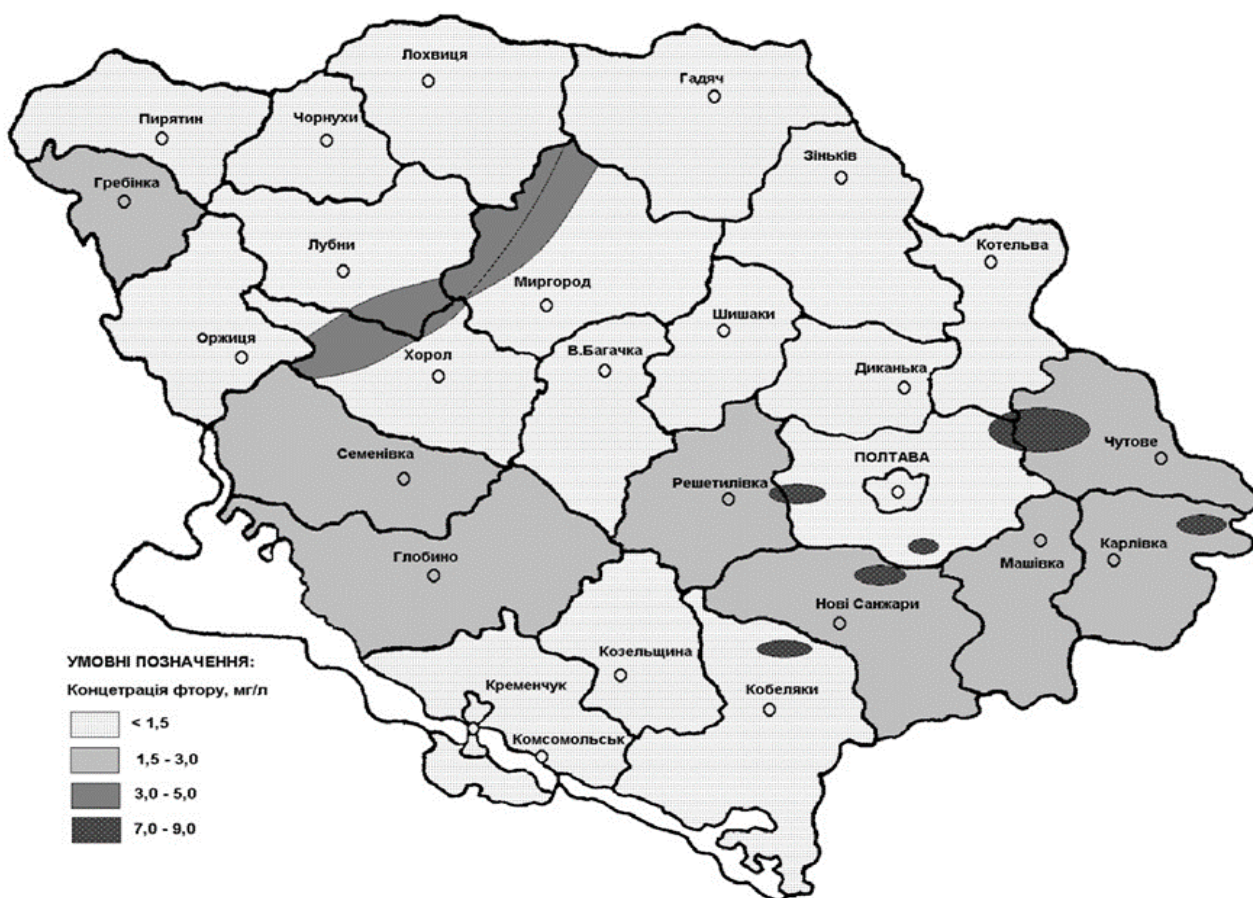 Лохвиця
Гадяч
Пирятин
Чорнухи
Зіньків
Гребінка
Лубни
Котельва
Миргород
Шишаки
Оржиця
Хорол
В.Багачка
Диканька
Чутове
Семенівка
ПОЛТАВА
Решетилівка
Глобино
Машівка
Карлівка
Нові Санжари
Козельщина
Кременчук
Кобеляки
Комсомольськ
УМОВНІ ПОЗНАЧЕННЯ:
Концетрація фтору, мг/л
< 1,5
1,5 - 3,0
3,0 - 5,0
7,0 - 9,0